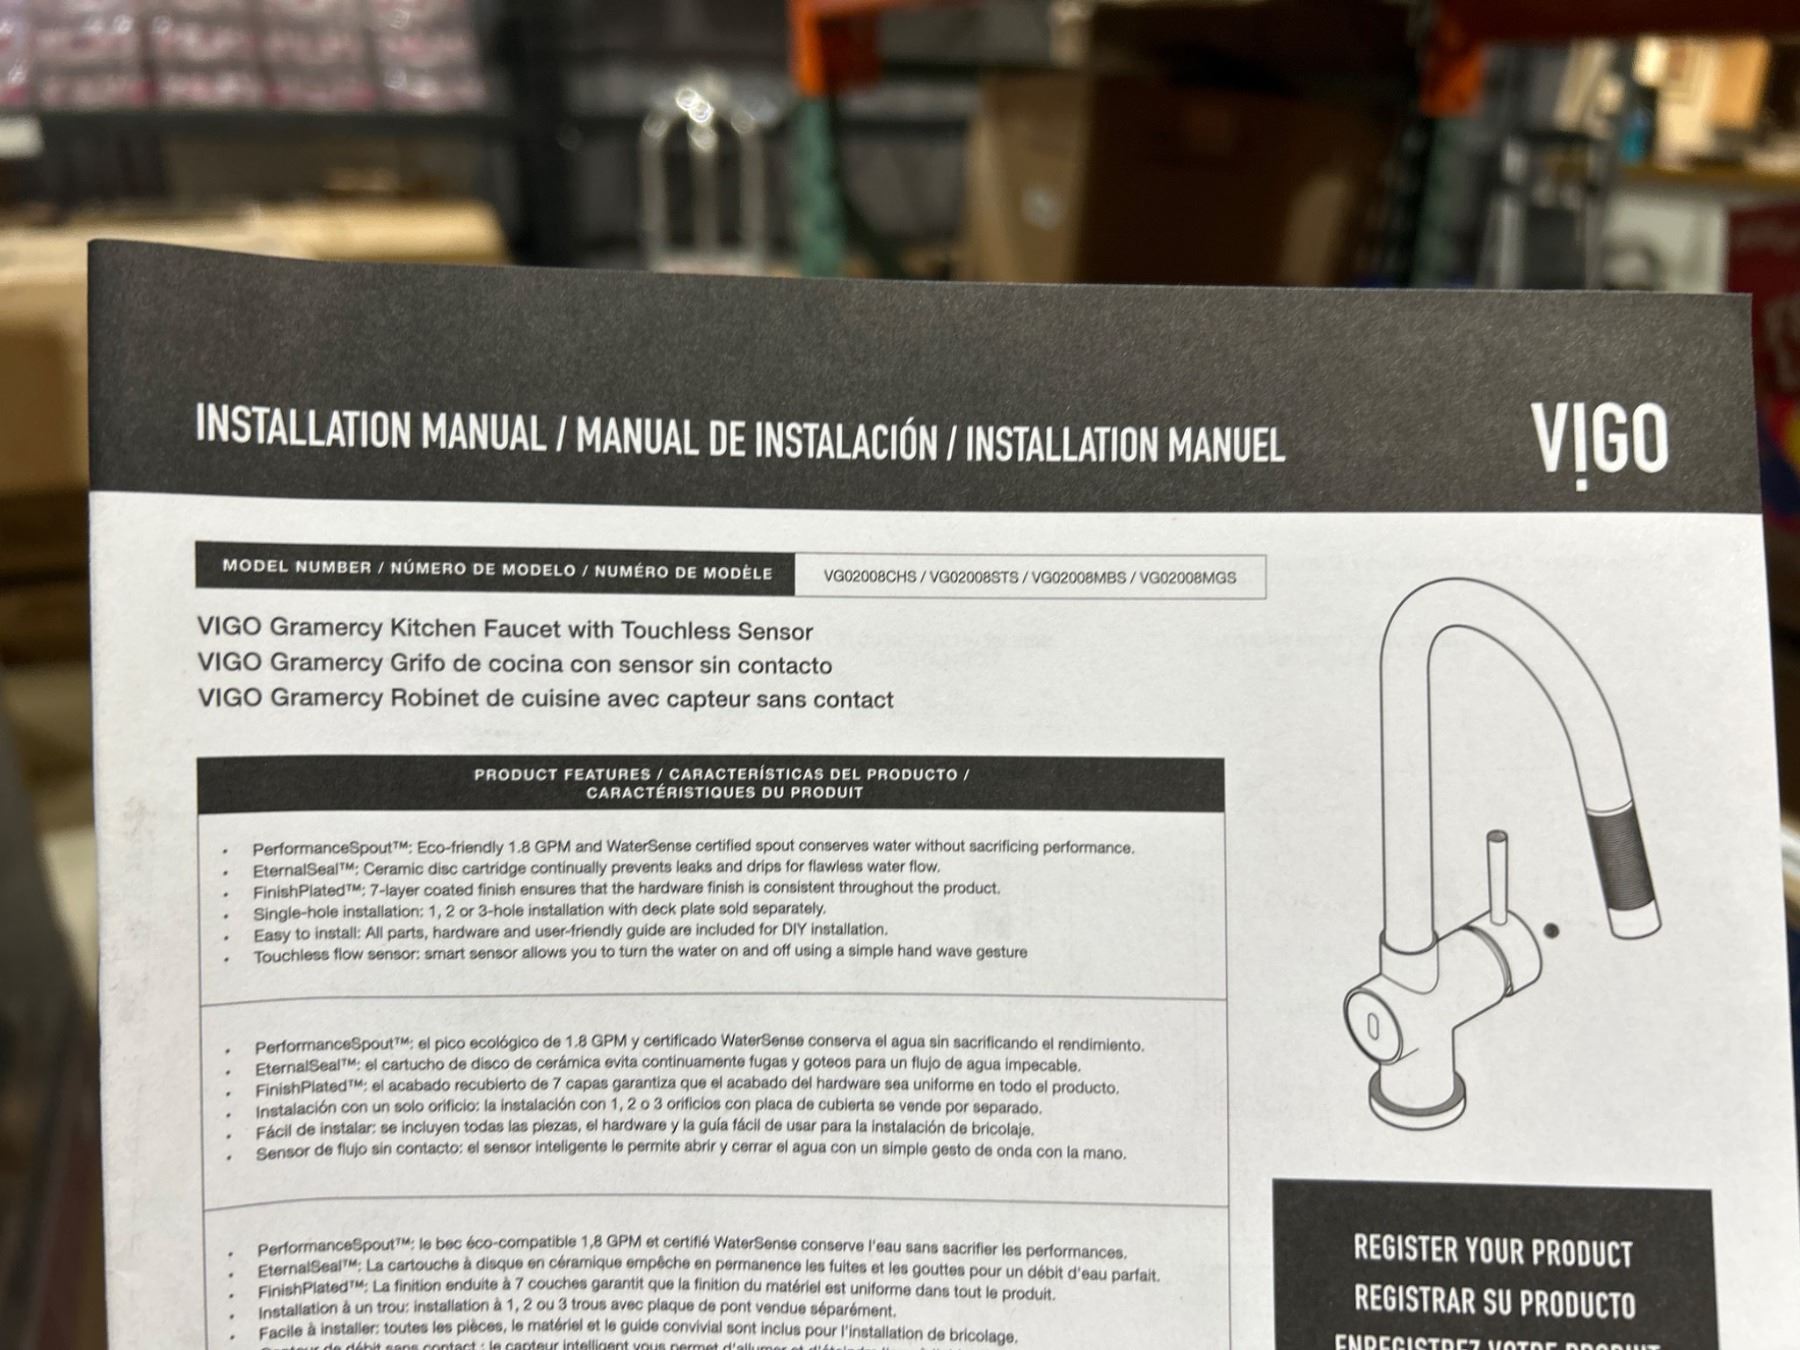 INSTALLATION MANUAL / MANUAL DE INSTALACIÓN / INSTALLATION MANUEL
VIGO
MODEL NUMBER / NÚMERO DE MODELO / NUMÉRO DE MODÈLE
VG02008CHS / VG02008STS / VG02008MBS / VG02008MGS
VIGO Gramercy Kitchen Faucet with Touchless Sensor
VIGO Gramercy Grifo de cocina con sensor sin contacto
VIGO Gramercy Robinet de cuisine avec capteur sans contact
PRODUCT FEATURES / CARACTERÍSTICAS DEL PRODUCTO /
CARACTÉRISTIQUES DU PRODUIT
• PerformanceSpout™: Eco-friendly 1.8 GPM and WaterSense certified spout conserves water without sacrificing performance.
• EternalSeal™: Ceramic disc cartridge continually prevents leaks and drips for flawless water flow.
• FinishPlated™: 7-layer coated finish ensures that the hardware finish is consistent throughout the product.
• Single-hole installation: 1, 2 or 3-hole installation with deck plate sold separately.
• Easy to install: All parts, hardware and user-friendly guide are included for DIY installation.
• Touchless flow sensor: smart sensor allows you to turn the water on and off using a simple hand wave gesture
• PerformanceSpout™: el pico ecológico de 1.8 GPM y certificado WaterSense conserva el agua sin sacrificando el rendimiento.
• EternalSeal™: el cartucho de disco de cerámica evita continuamente fugas y goteos para un flujo de agua impecable.
• FinishPlated™: el acabado recubierto de 7 capas garantiza que el acabado del hardware sea uniforme en todo el producto.
• Instalación con un solo orificio: la instalación con 1, 2 o 3 orificios con placa de cubierta se vende por separado.
• Fácil de instalar: se incluyen todas las piezas, el hardware y la guía fácil de usar para la instalación de bricolaje.
• Sensor de flujo sin contacto: el sensor inteligente le permite abrir y cerrar el agua con un simple gesto de onda con la mano.
• PerformanceSpout™: le bec éco-compatible 1,8 GPM et certifié WaterSense conserve l'eau sans sacrifier les performances.
• EternalSeal™: La cartouche à disque en céramique empêche en permanence les fuites et les gouttes pour un débit d'eau parfait.
• FinishPlated™: La finition enduite à 7 couches garantit que la finition du matériel est uniforme dans tout le produit.
• Installation à un trou: installation à 1, 2 ou 3 trous avec plaque de pont vendue séparément.
• Facile à installer: toutes les pièces, le matériel et le guide convivial sont inclus pour l'installation de bricolage.
de débit sans contact : le capteur intelligent vous permet d'allumer et
REGISTER YOUR PRODUCT
REGISTRAR SU PRODUCTO
ENREGISTREZ VOTRE PRODUIT